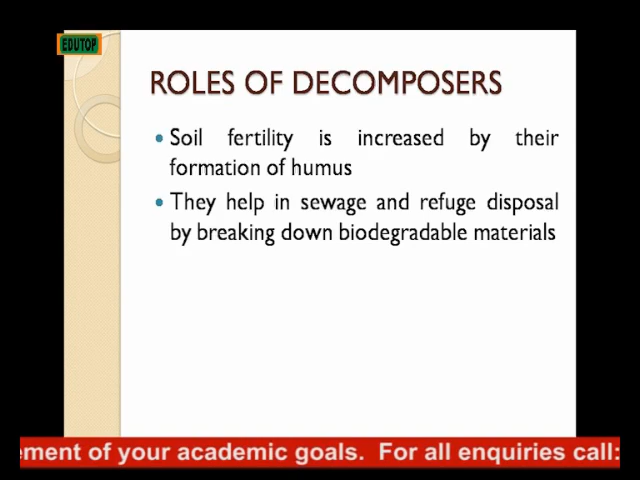 EDUTOP
ROLES OF DECOMPOSERS
• Soil fertility is increased by their
formation of humus
• They help in sewage and refuge disposal
by breaking down biodegradable materials
ement of your academic goals. For all enquiries call: